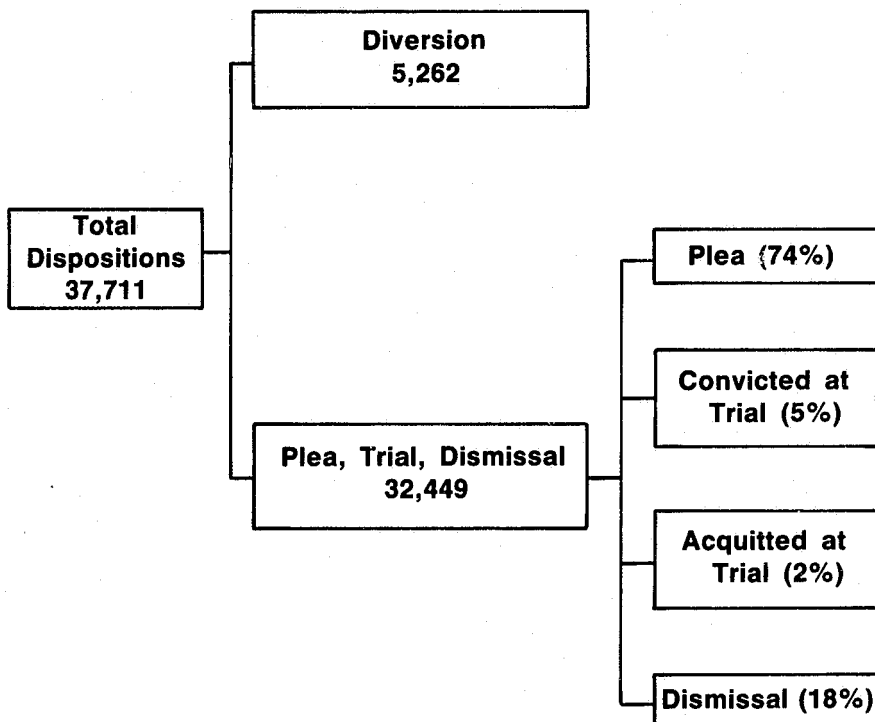 Diversion
5,262
Total
Dispositions
37,711
Plea, Trial, Dismissal
32,449
Plea (74%)
Convicted at
Trial (5%)
Acquitted at
Trial (2%)
Dismissal (18%)